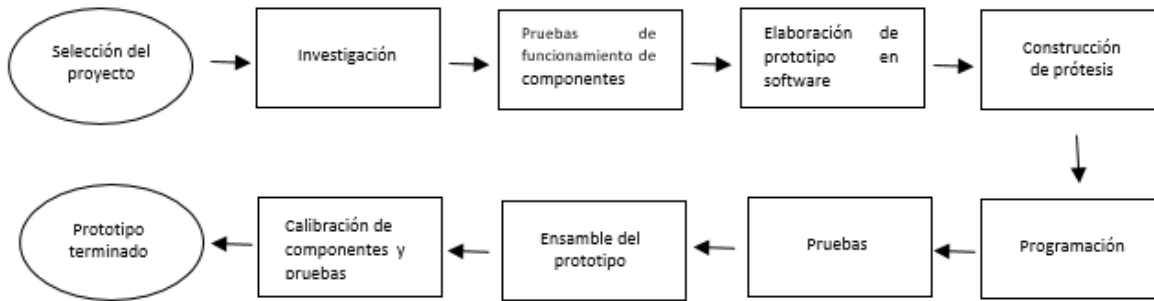 Selección del
proyecto
Investigación
Pruebas de
funcionamiento de
componentes
Elaboración de
prototipo en
software
Construcción
de prótesis
Prototipo
terminado
Calibración de
componentes y
pruebas
Ensamble del
prototipo
Pruebas
Programación